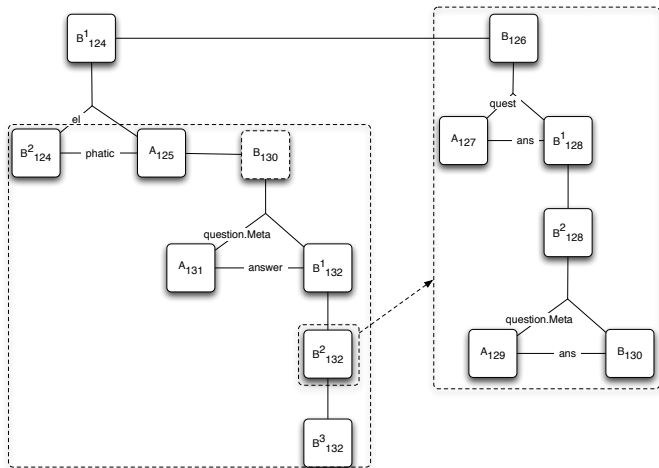 B¹₁₂₄
B₁₂₆
el
quest
B²₁₂₄ phatic A₁₂₅ B₁₃₀
A₁₂₇ ans B¹₁₂₈
question.Meta
B²₁₂₈
A₁₃₁ answer B¹₁₃₂
question.Meta
B²₁₃₂
A₁₂₉ ans B₁₃₀
B³₁₃₂